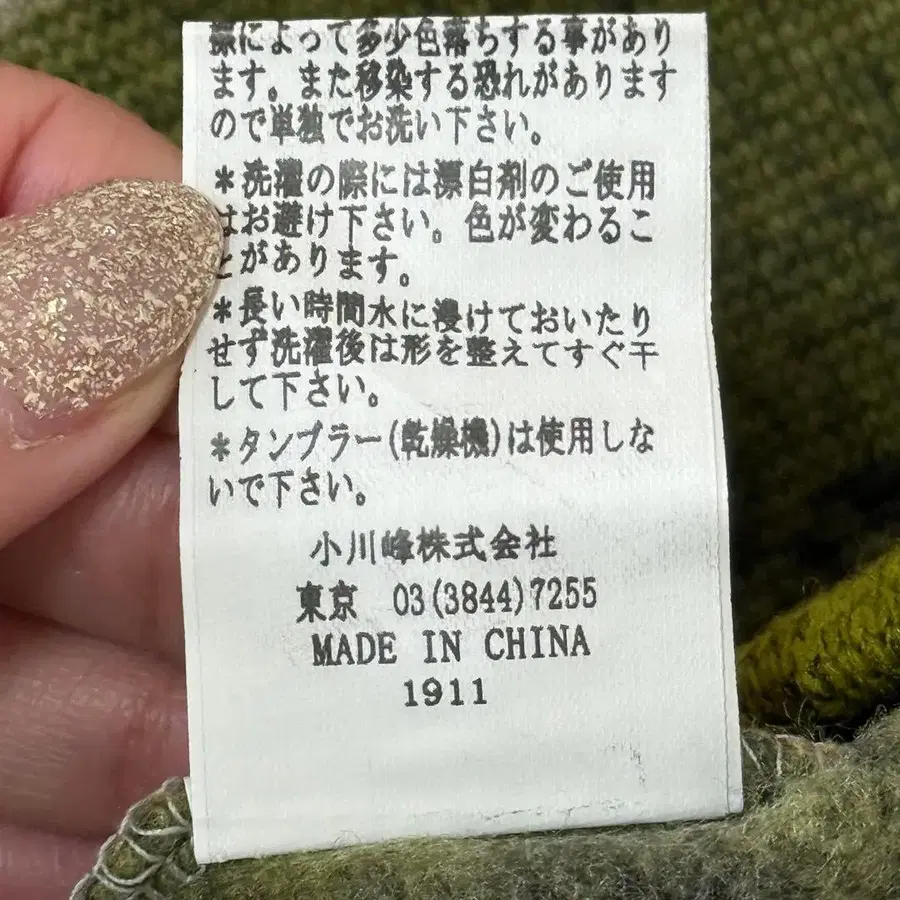 際によって多少色落ちする事があり
ます。また移染する恐れがあります
ので単独でお洗い下さい。
*洗濯の際には漂白剤のご使用
はお避け下さい。色が変わるこ
とがあります。
*長い時間水に浸けておいたり
せず洗濯後は形を整えてすぐ干
して下さい。
*タンブラー(乾燥機)は使用しな
いで下さい。
小川峰株式会社
東京 03(3844)7255
MADE IN CHINA
1911